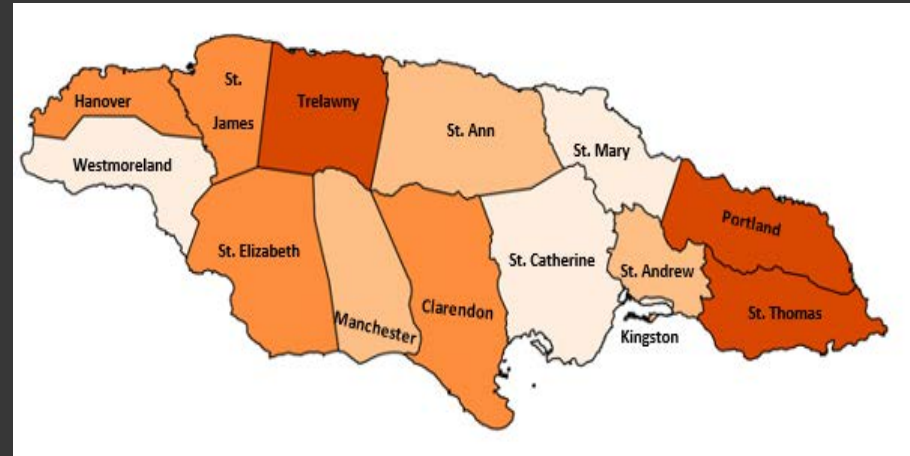 Hanover
St.
James
Trelawny
St. Ann
St. Mary
Westmoreland
Portland
St. Elizabeth
St. Catherine
St. Andrew
Manchester
Clarendon
St. Thomas
Kingston